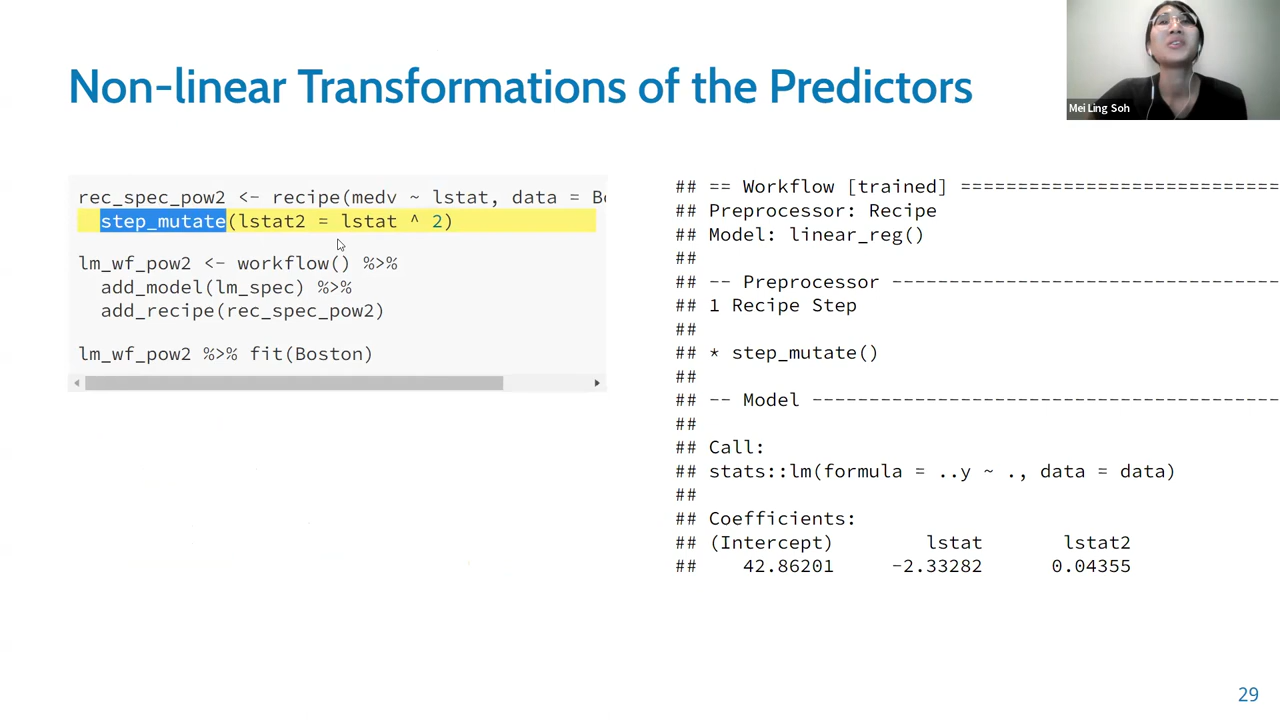 Non-linear Transformations of the Predictors
Mei Ling Soh
rec_spec_pow2 <- recipe(medv ~ lstat, data = Bo
step_mutate(lstat2 = lstat ^ 2)
lm_wf_pow2 <- workflow() %>%
add_model(lm_spec) %>%
add_recipe(rec_spec_pow2)
lm_wf_pow2 %>% fit(Boston)
## == Workflow [trained] =============================
## Preprocessor: Recipe
## Model: linear_reg()
##
## -- Preprocessor -----------------------------------
## 1 Recipe Step
##
## * step_mutate()
##
## -- Model ------------------------------------------
##
## Call:
## stats::lm(formula = ..y ~ ., data = data)
##
## Coefficients:
## (Intercept) lstat lstat2
## 42.86201 -2.33282 0.04355
29